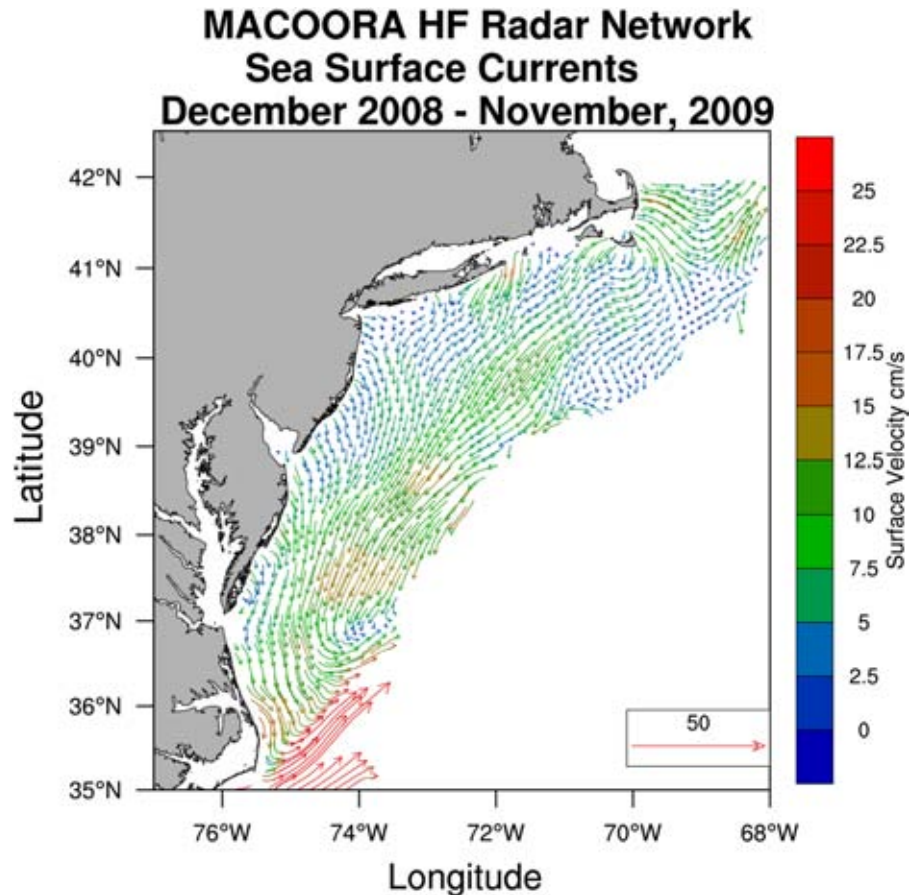 MACOORA HF Radar Network
Sea Surface Currents
December 2008 - November, 2009
42°N
41°N
40°N
39°N
38°N
37°N
36°N
35°N
Latitude
76°W
74°W
72°W
70°W
68°W
Longitude
50
25
22.5
20
17.5
15
12.5
10
7.5
5
2.5
0
Surface Velocity cm/s